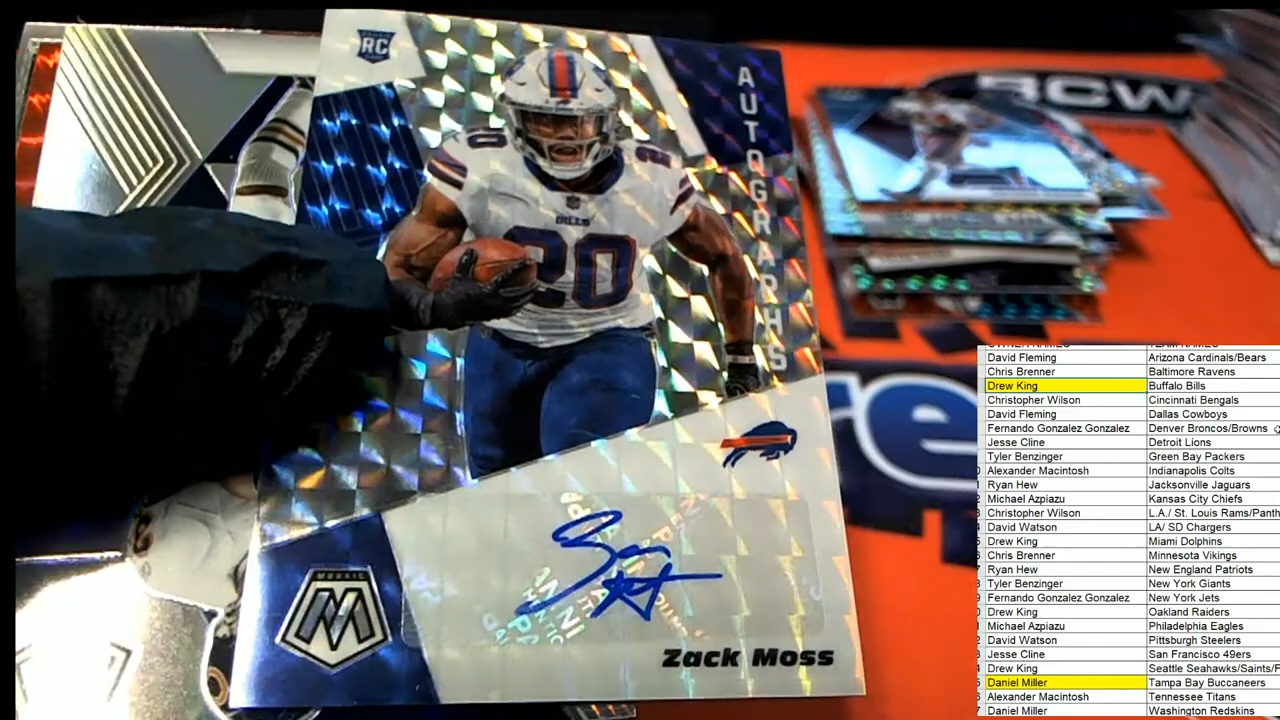 RC
AUTOGRAPHS
20
20
BILLS
20
MOSAIC
M
Zack Moss
BCW
re
David Fleming Arizona Cardinals/Bears
Chris Brenner Baltimore Ravens
Drew King Buffalo Bills
Christopher Wilson Cincinnati Bengals
David Fleming Dallas Cowboys
Fernando Gonzalez Gonzalez Denver Broncos/Browns
Jesse Cline Detroit Lions
Tyler Benzinger Green Bay Packers
Alexander Macintosh Indianapolis Colts
Ryan Hew Jacksonville Jaguars
Michael Azpiazu Kansas City Chiefs
Christopher Wilson L.A./ St. Louis Rams/Panth
David Watson LA/ SD Chargers
Drew King Miami Dolphins
Chris Brenner Minnesota Vikings
Ryan Hew New England Patriots
Tyler Benzinger New York Giants
Fernando Gonzalez Gonzalez New York Jets
Drew King Oakland Raiders
Michael Azpiazu Philadelphia Eagles
David Watson Pittsburgh Steelers
Jesse Cline San Francisco 49ers
Drew King Seattle Seahawks/Saints/F
Daniel Miller Tampa Bay Buccaneers
Alexander Macintosh Tennessee Titans
Daniel Miller Washington Redskins